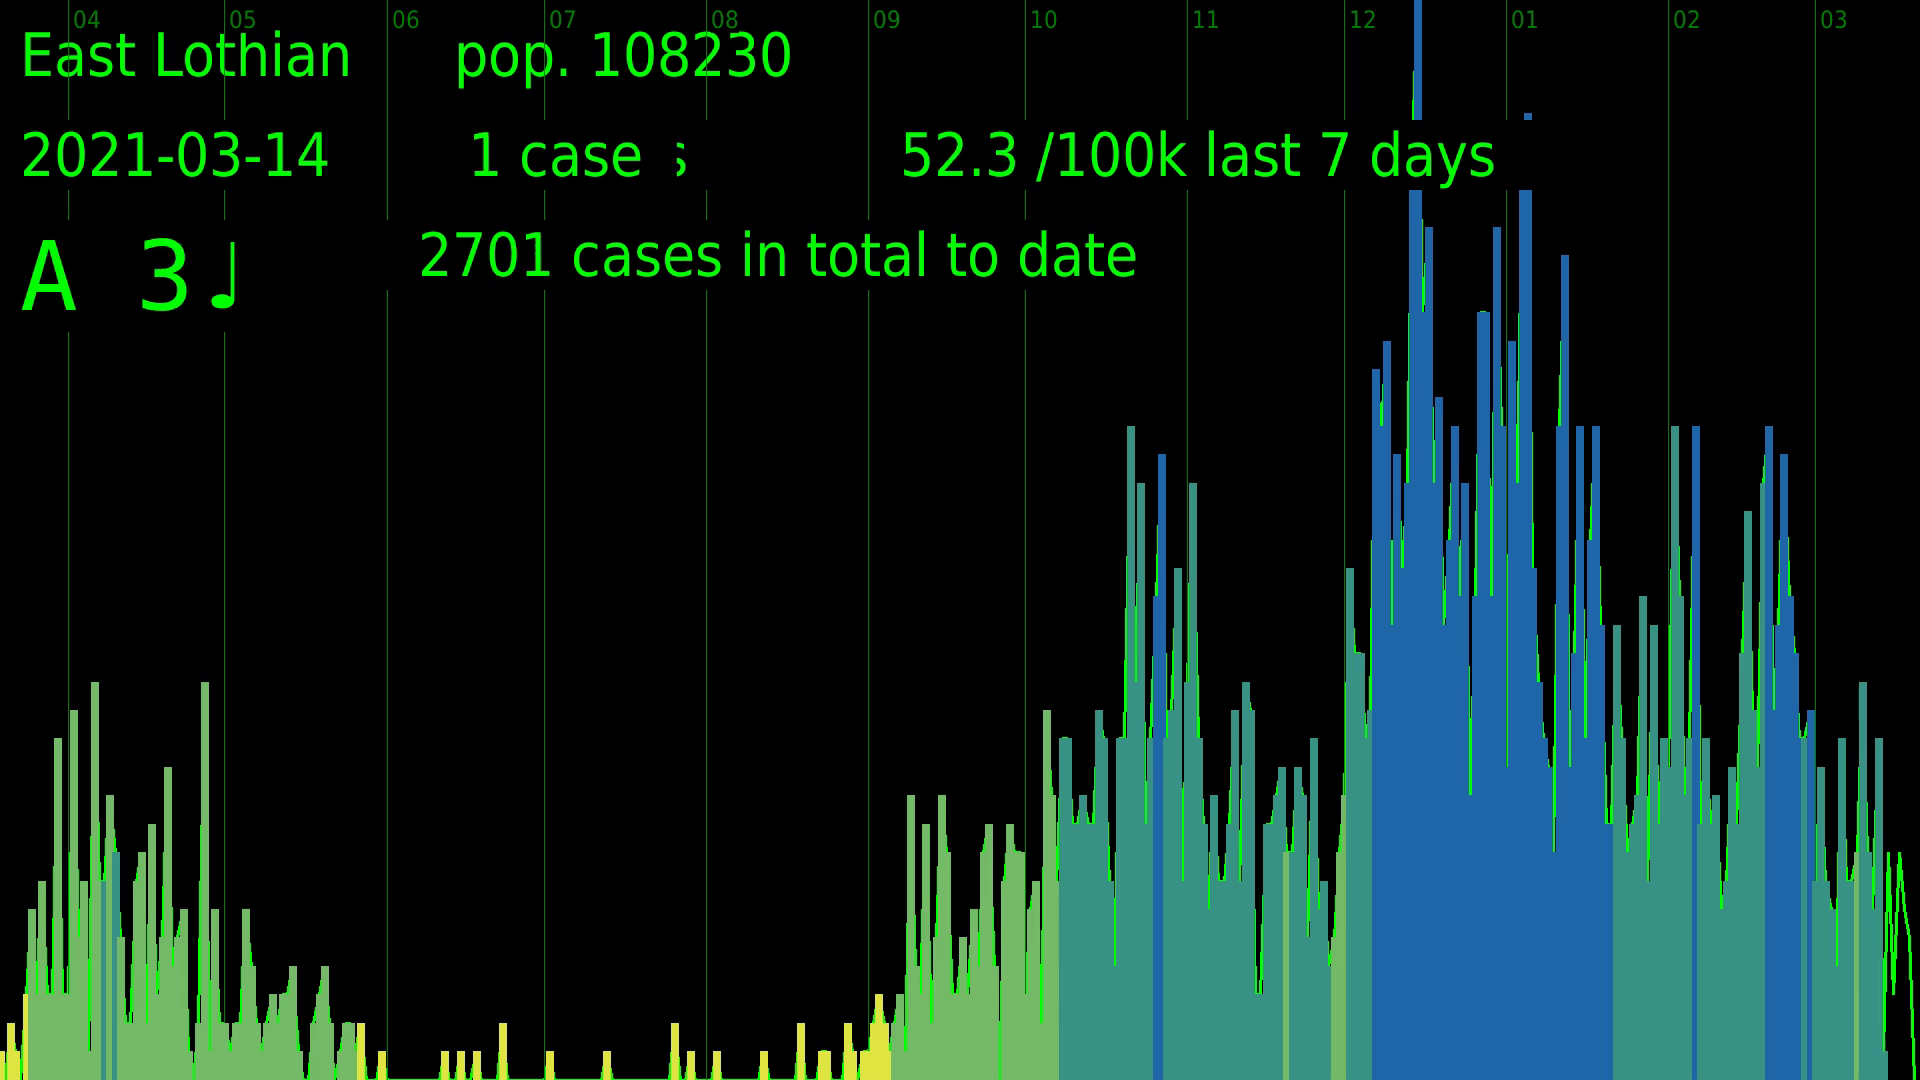 04 05 06 07 08 09 10 11 12 01 02 03
East Lothian pop. 108230
2021-03-14 1 case s 52.3 /100k last 7 days
A 3♩ 2701 cases in total to date